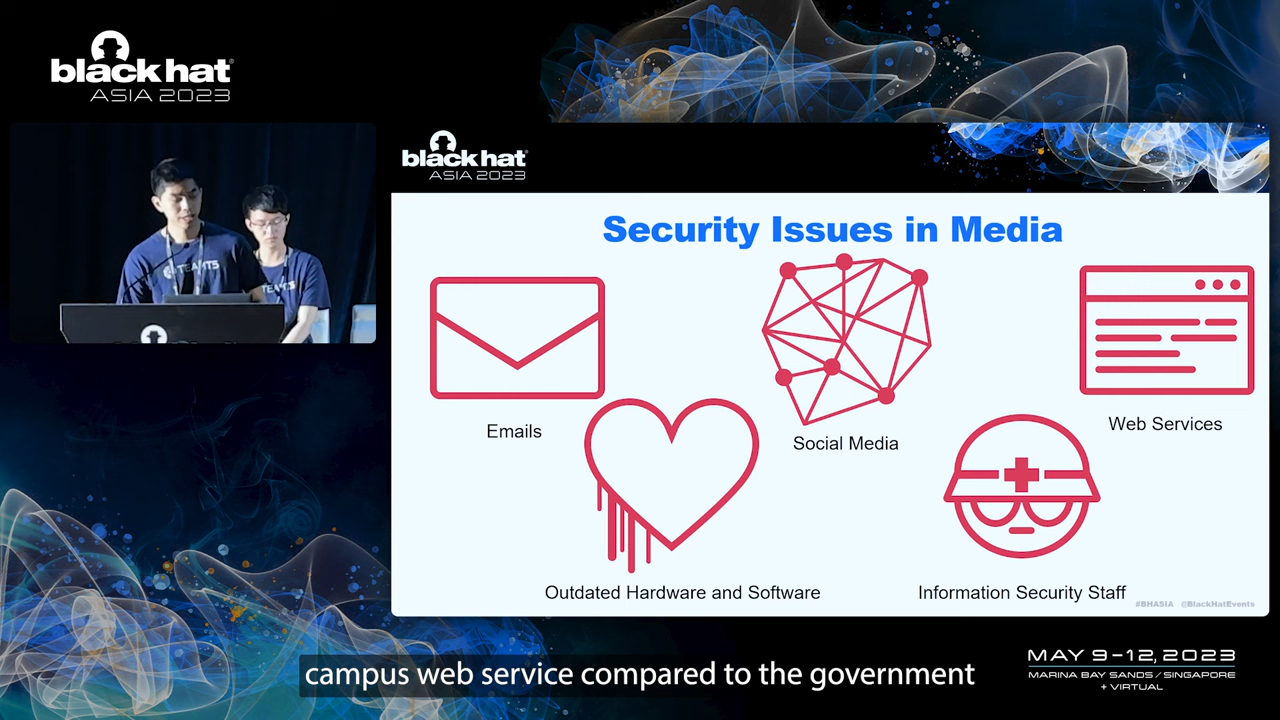 black hat
ASIA 2023
black hat
ASIA 2023
Security Issues in Media
Emails
Social Media
Web Services
Outdated Hardware and Software
Information Security Staff
#BHASIA @BlackHatEvents
TEAMT5
TEAMT5
campus web service compared to the government
MAY 9-12, 2023
MARINA BAY SANDS / SINGAPORE
+ VIRTUAL